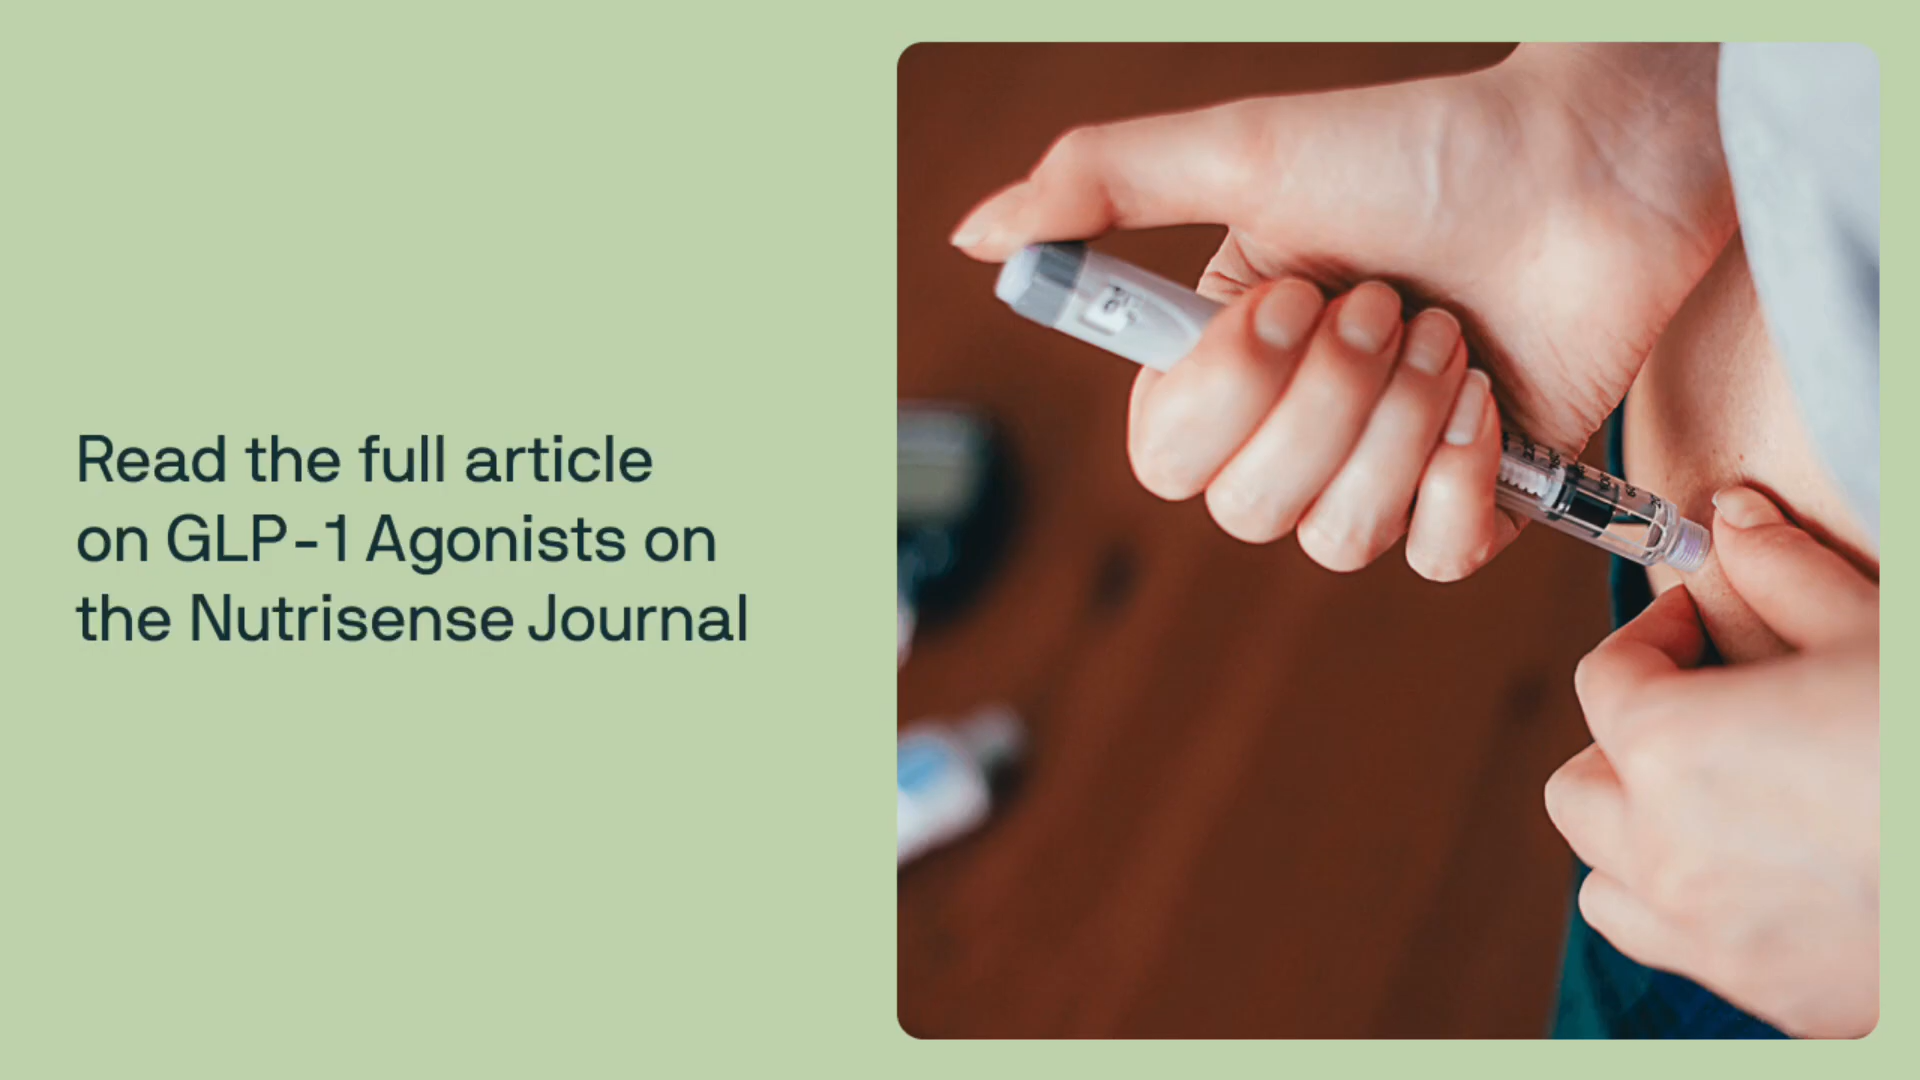 Read the full article
on GLP-1 Agonists on
the Nutrisense Journal